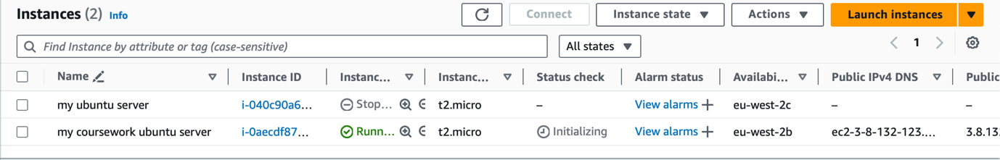 Instances (2) Info Connect Instance state Actions Launch instances
Find Instance by attribute or tag (case-sensitive) All states 1
Name Instance ID Instanc... Instanc... Status check Alarm status Availabi... Public IPv4 DNS Public
my ubuntu server i-040c90a6... Stop... t2.micro – View alarms + eu-west-2c – –
my coursework ubuntu server i-0aecdf87... Runn... t2.micro Initializing View alarms + eu-west-2b ec2-3-8-132-123.... 3.8.13